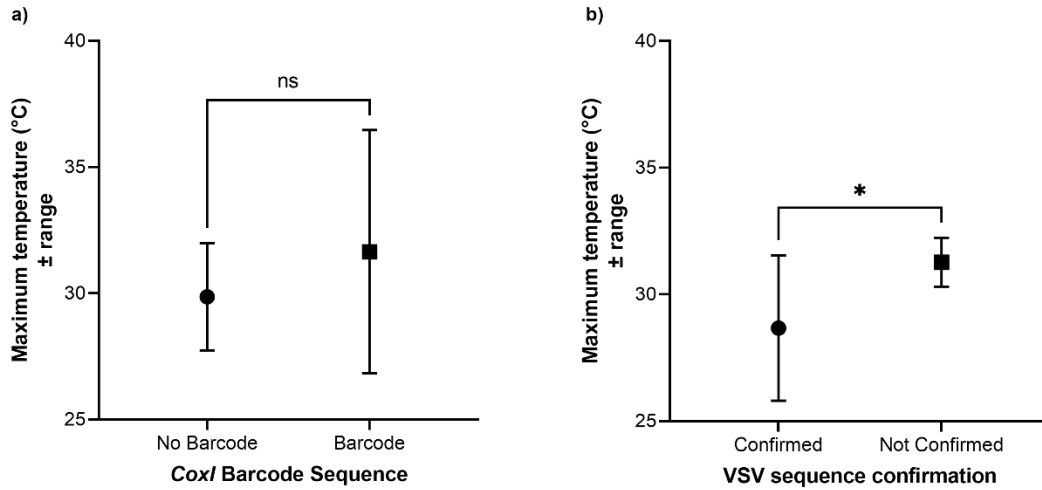 a)
40
35
30
25
Maximum temperature (°C)
± range
ns
No Barcode
Barcode
CoxI Barcode Sequence
b)
40
35
30
25
Maximum temperature (°C)
± range
*
Confirmed
Not Confirmed
VSV sequence confirmation